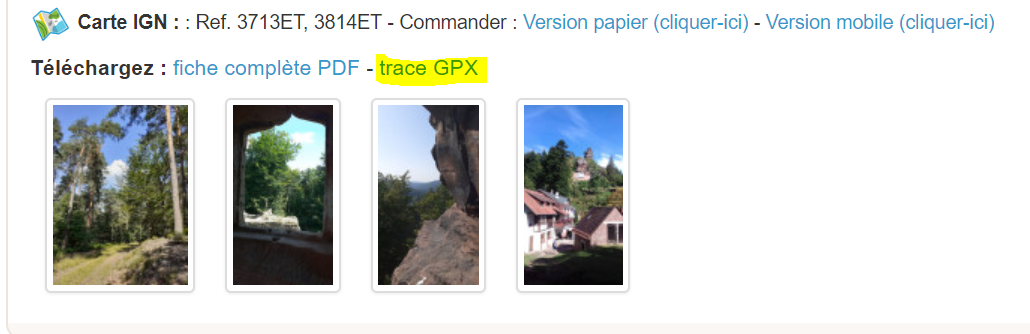 Carte IGN : : Ref. 3713ET, 3814ET - Commander : Version papier (cliquer-ici) - Version mobile (cliquer-ici)
Téléchargez : fiche complète PDF - trace GPX